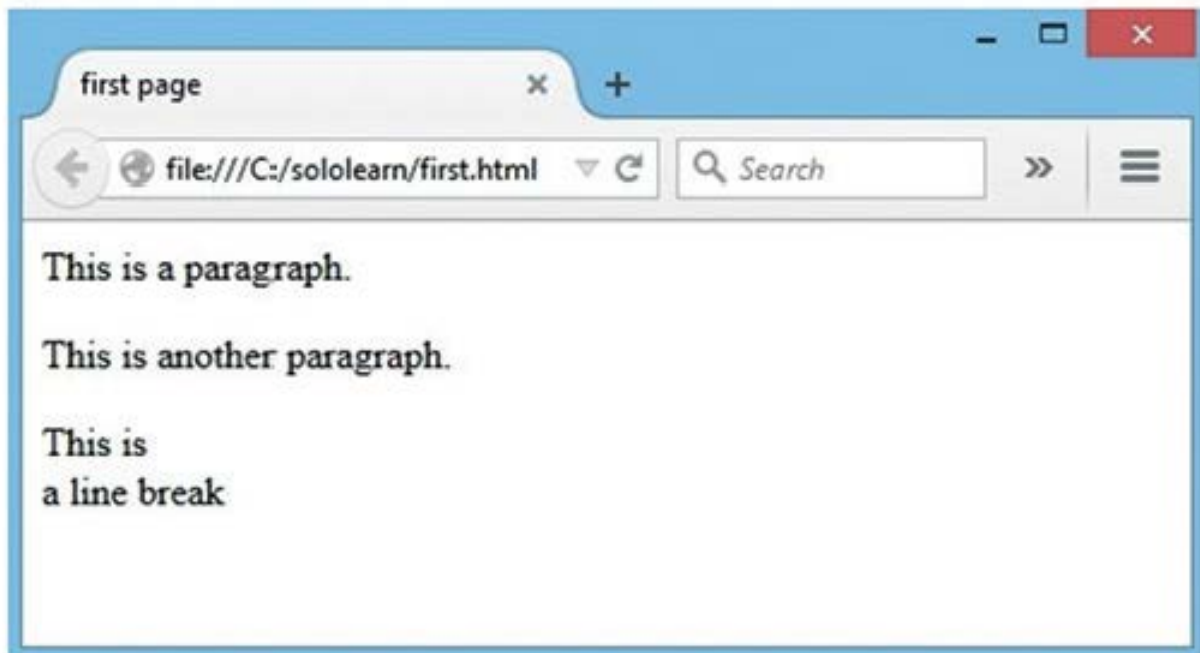 first page
file:///C:/sololearn/first.html
Search
This is a paragraph.
This is another paragraph.
This is
a line break